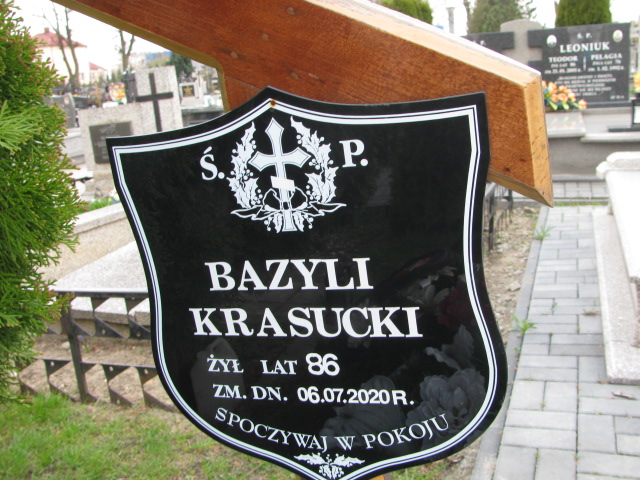 Ś. P.
BAZYLI
KRASUCKI
ŻYŁ LAT 86
ZM. DN. 06.07.2020 R.
SPOCZYWAJ W POKOJU
Ś. P.
LEONIUK
TEODOR PELAGIA